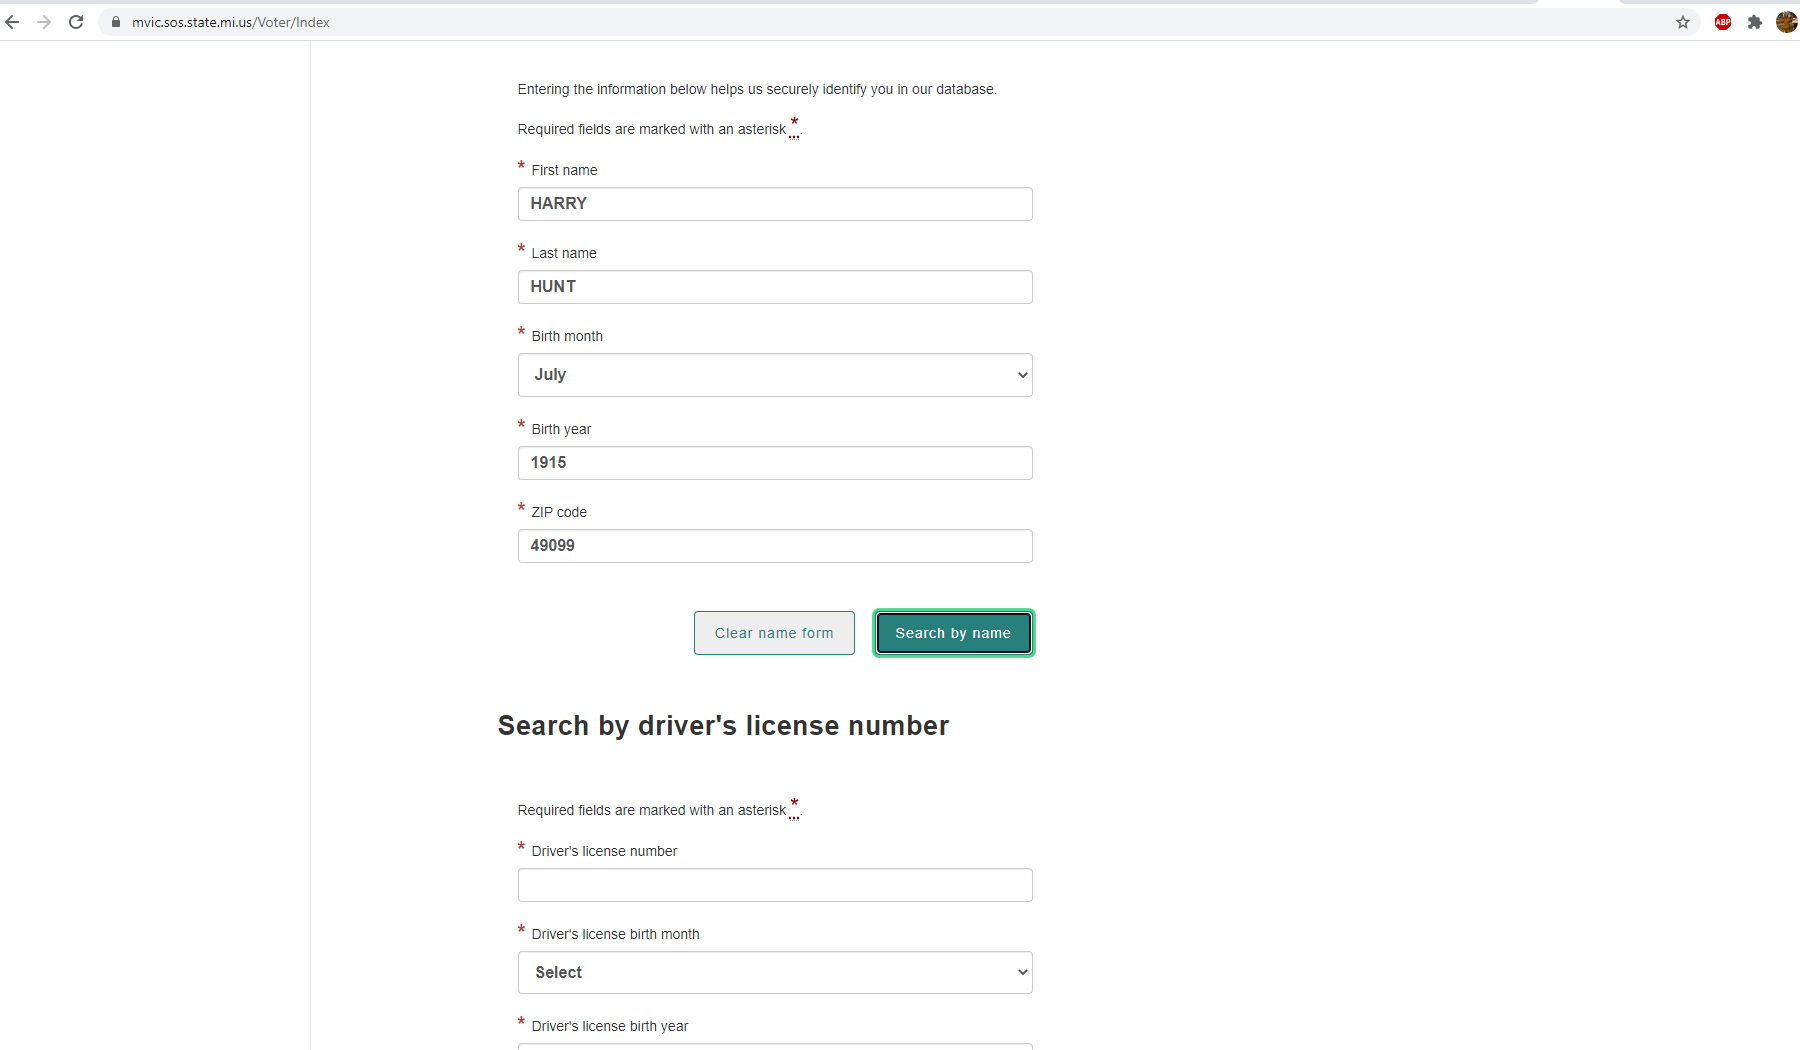 mvic.sos.state.mi.us/Voter/Index
ABP
Entering the information below helps us securely identify you in our database.
Required fields are marked with an asterisk *.
* First name
HARRY
* Last name
HUNT
* Birth month
July
* Birth year
1915
* ZIP code
49099
Clear name form
Search by name
Search by driver's license number
Required fields are marked with an asterisk *.
* Driver's license number
* Driver's license birth month
Select
* Driver's license birth year